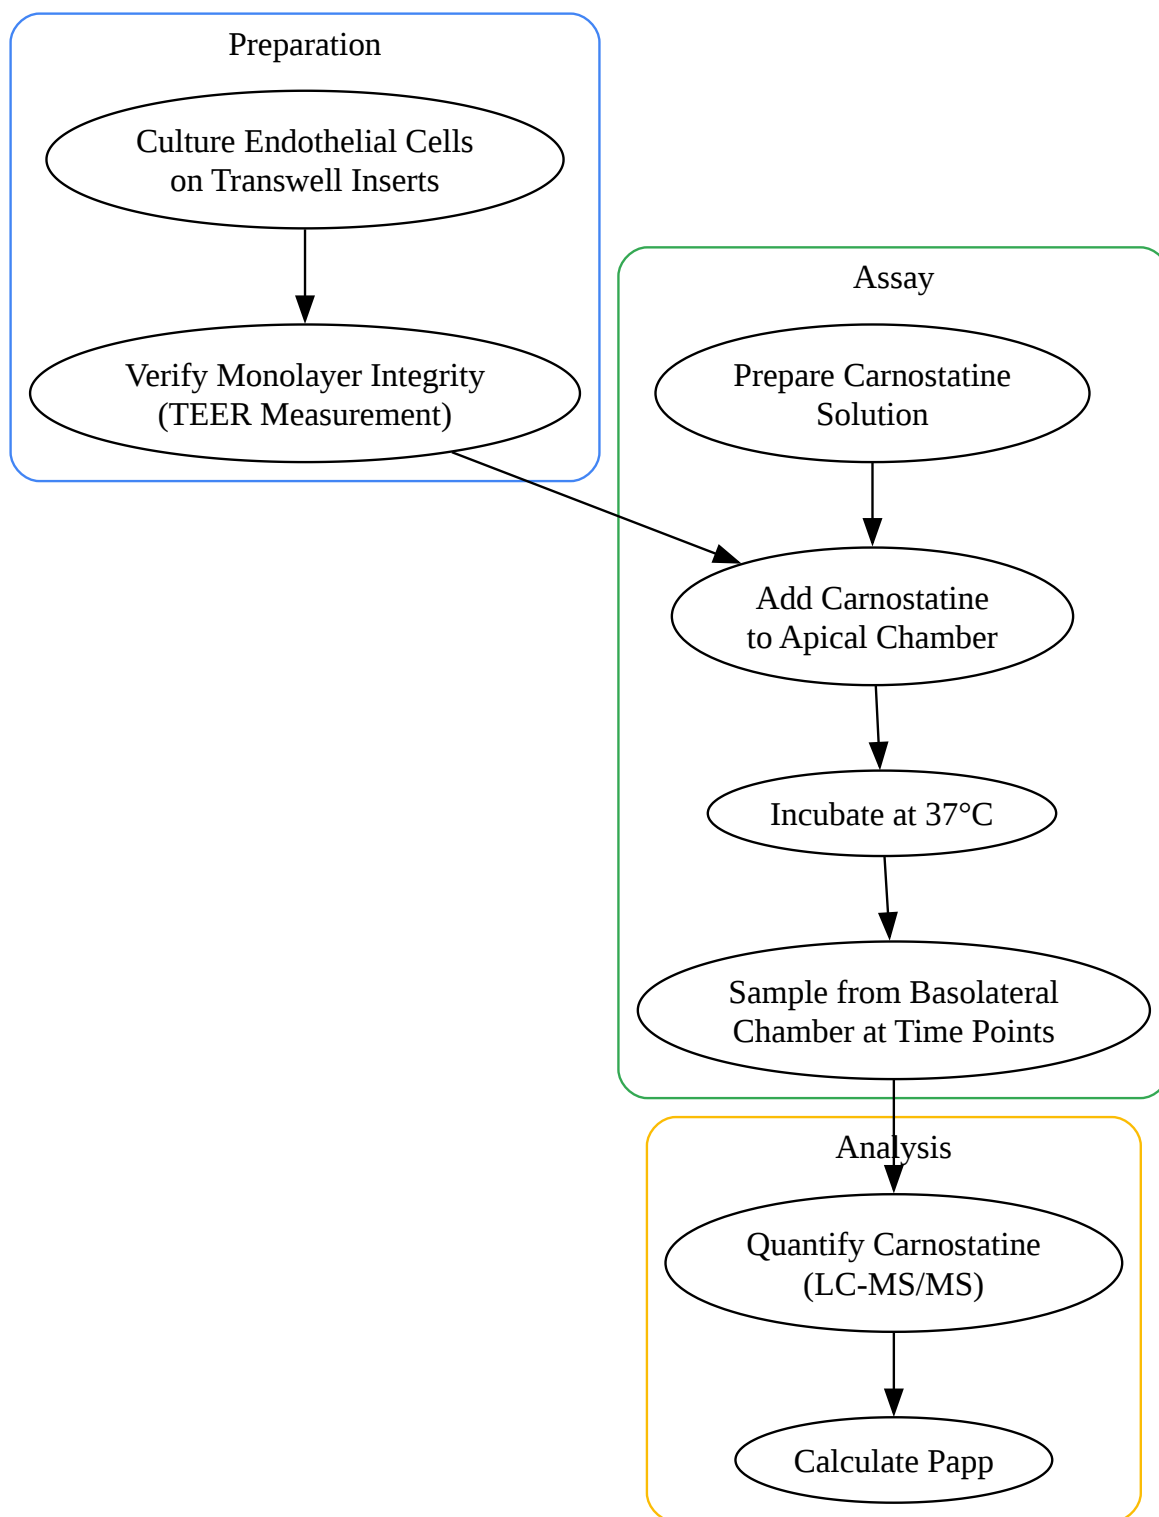 Preparation
Culture Endothelial Cells
on Transwell Inserts
Verify Monolayer Integrity
(TEER Measurement)
Assay
Prepare Carnostatine
Solution
Add Carnostatine
to Apical Chamber
Incubate at 37°C
Sample from Basolateral
Chamber at Time Points
Analysis
Quantify Carnostatine
(LC-MS/MS)
Calculate Papp